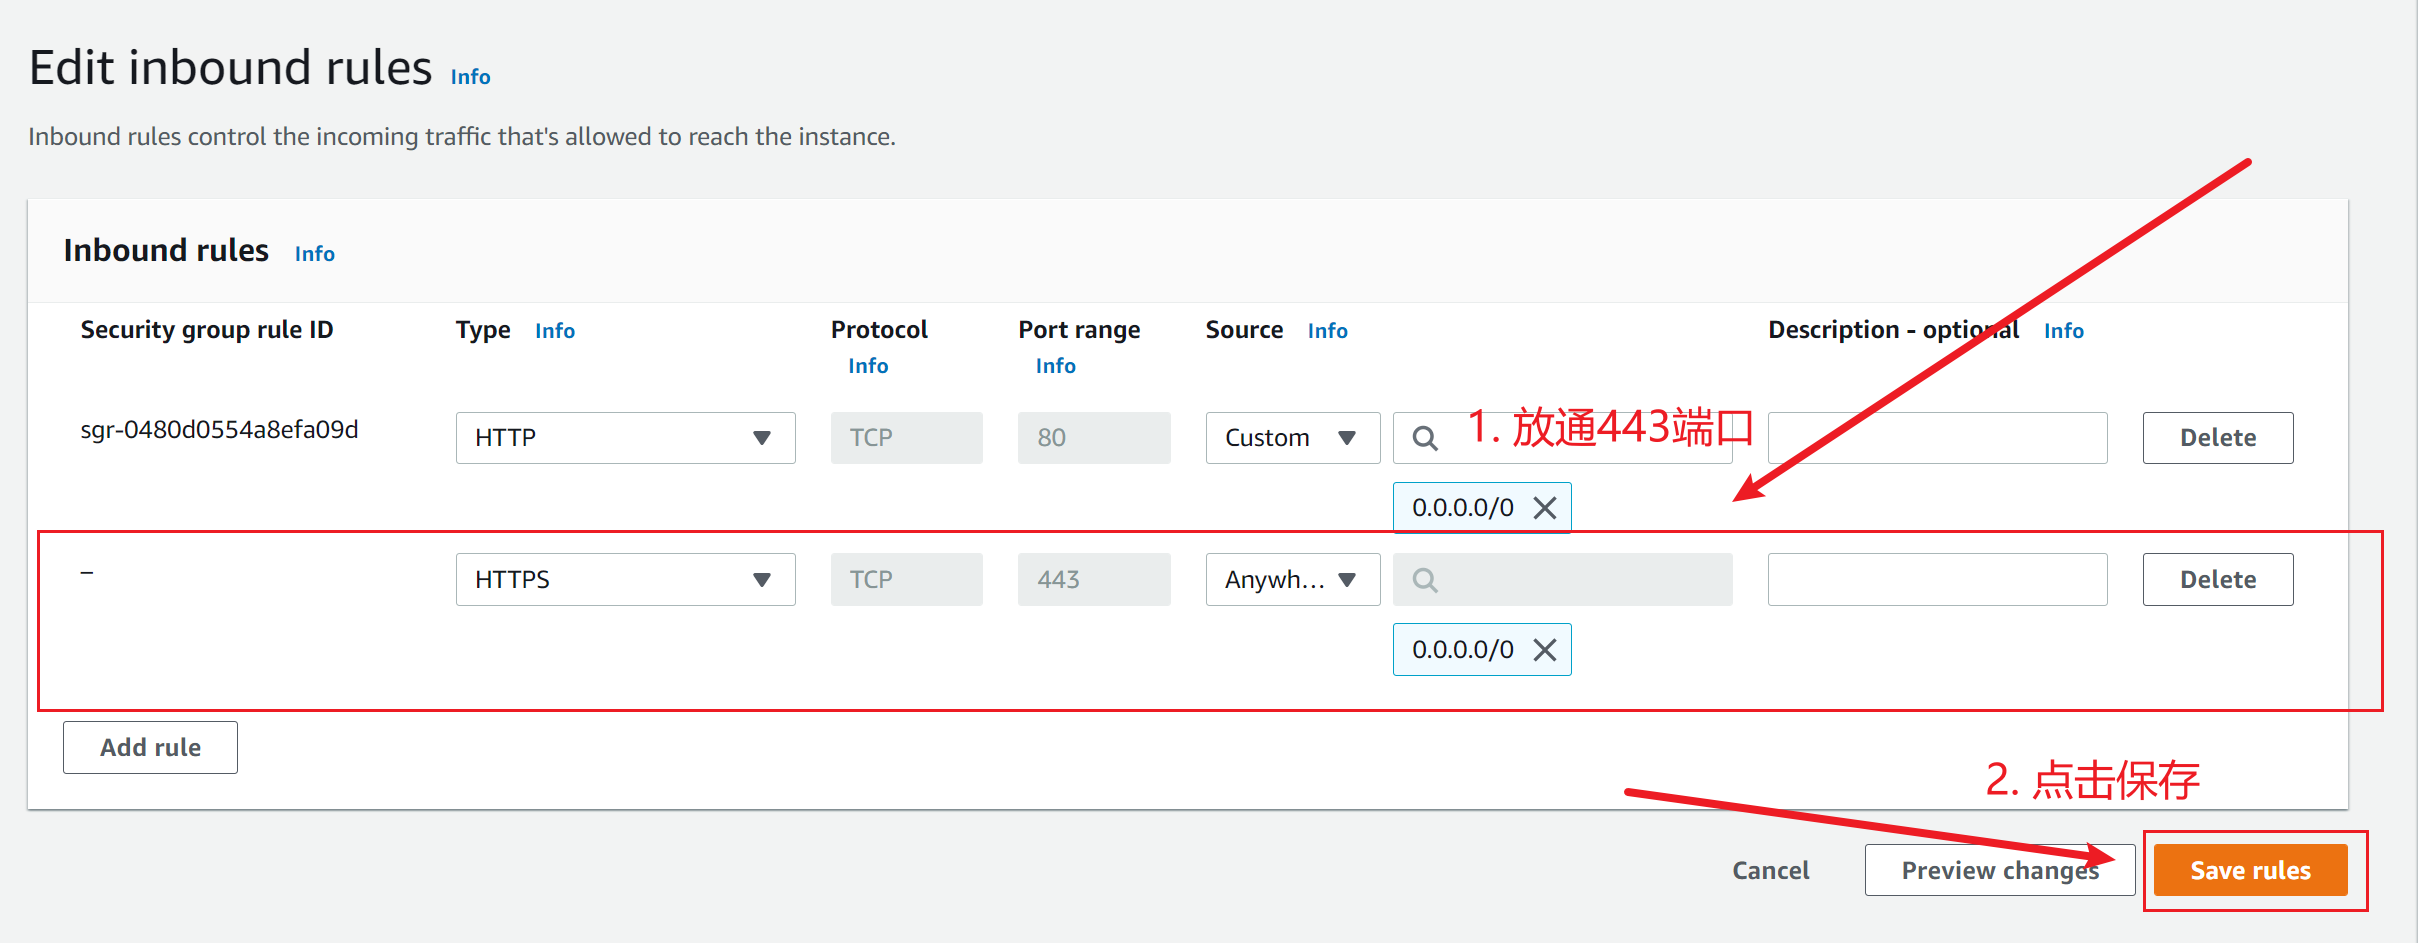 Edit inbound rules Info
Inbound rules control the incoming traffic that's allowed to reach the instance.
Inbound rules Info
Security group rule ID Type Info Protocol Info Port range Info Source Info Description - optional Info
sgr-0480d0554a8efa09d HTTP TCP 80 Custom 1. 放通443端口 Delete
0.0.0.0/0
– HTTPS TCP 443 Anywh... Delete
0.0.0.0/0
Add rule
2. 点击保存
Cancel Preview changes Save rules